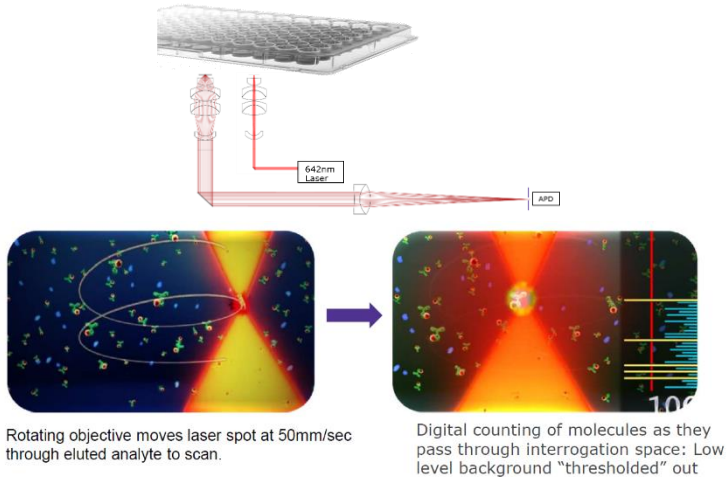 642nm
Laser
APD
100
Rotating objective moves laser spot at 50mm/sec
through eluted analyte to scan.
Digital counting of molecules as they
pass through interrogation space: Low
level background “thresholded” out